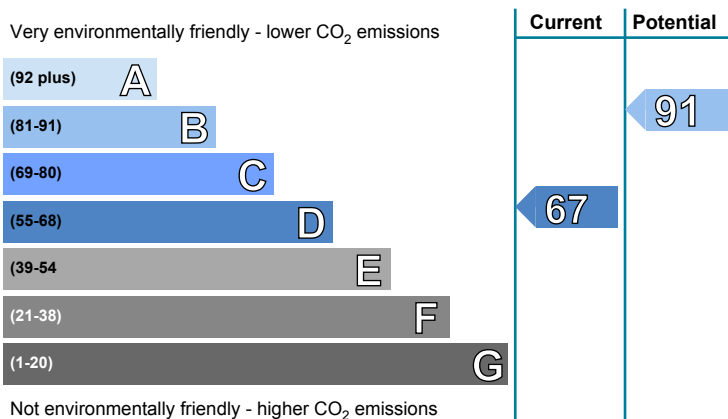 Current Potential
Very environmentally friendly - lower CO2 emissions
(92 plus) A
(81-91) B
91
(69-80) C
(55-68) D
67
(39-54 E
(21-38) F
(1-20) G
Not environmentally friendly - higher CO2 emissions